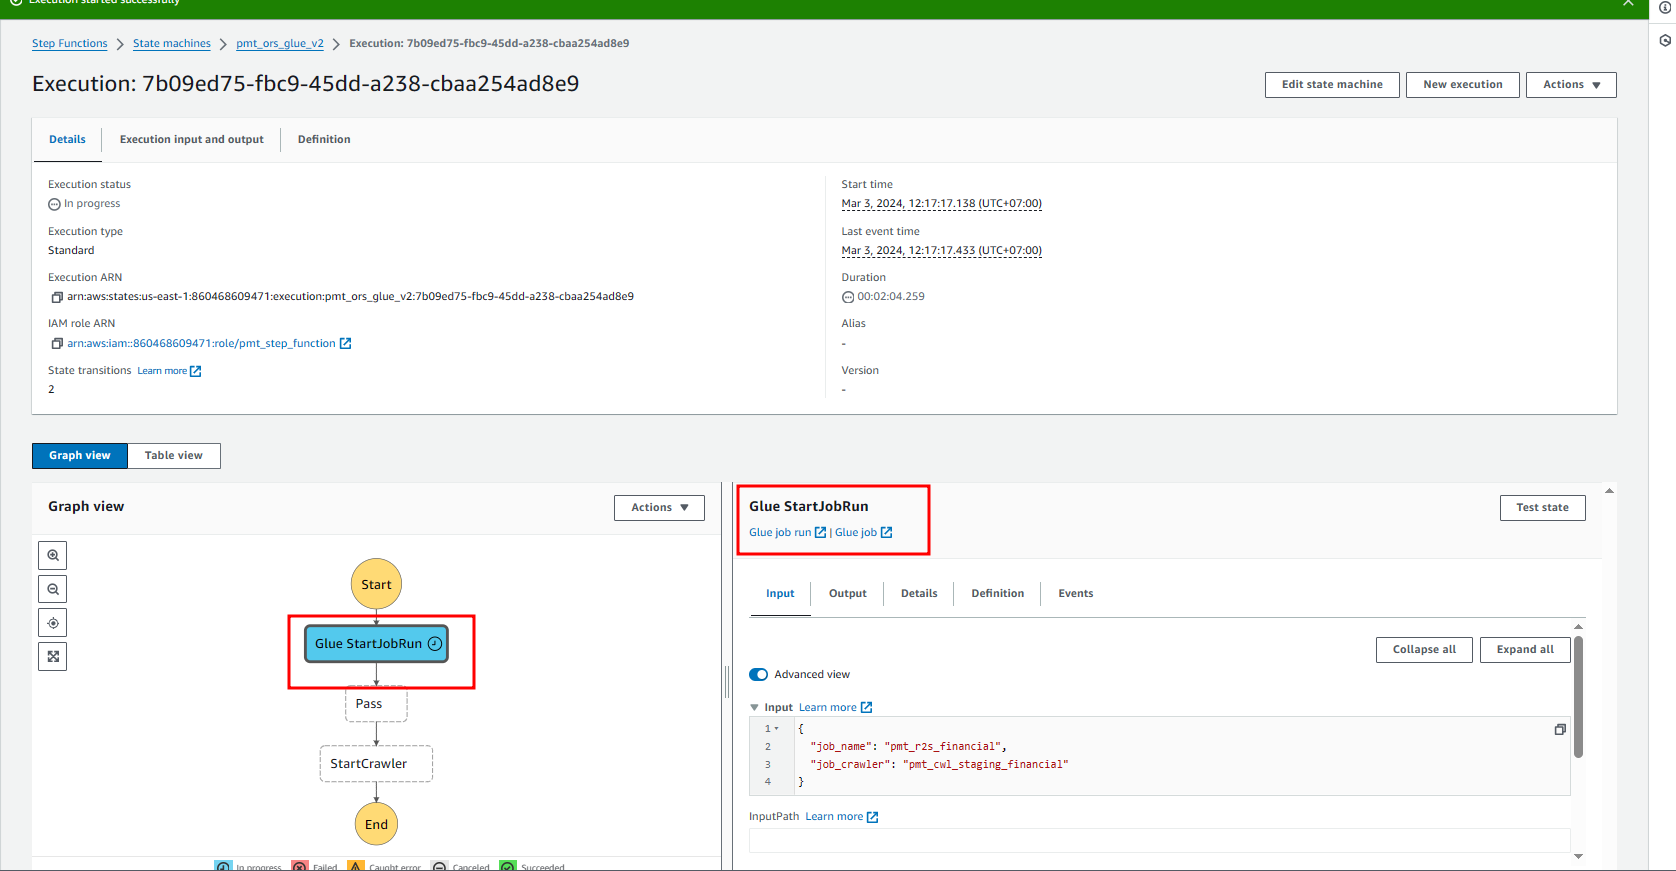 Execution started successfully
Step Functions > State machines > pmt_ors_glue_v2 > Execution: 7b09ed75-fbc9-45dd-a238-cbaa254ad8e9
Execution: 7b09ed75-fbc9-45dd-a238-cbaa254ad8e9
Edit state machine
New execution
Actions
Details
Execution input and output
Definition
Execution status
In progress
Execution type
Standard
Execution ARN
arn:aws:states:us-east-1:860468609471:execution:pmt_ors_glue_v2:7b09ed75-fbc9-45dd-a238-cbaa254ad8e9
IAM role ARN
arn:aws:iam::860468609471:role/pmt_step_function
State transitions Learn more
2
Start time
Mar 3, 2024, 12:17:17.138 (UTC+07:00)
Last event time
Mar 3, 2024, 12:17:17.433 (UTC+07:00)
Duration
00:02:04.259
Alias
-
Version
-
Graph view
Table view
Graph view
Actions
Start
Glue StartJobRun
Pass
StartCrawler
End
In progress
Failed
Caught error
Canceled
Succeeded
Glue StartJobRun
Glue job run | Glue job
Test state
Input
Output
Details
Definition
Events
Collapse all
Expand all
Advanced view
Input Learn more
1 {
2 "job_name": "pmt_r2s_financial",
3 "job_crawler": "pmt_cwl_staging_financial"
4 }
InputPath Learn more